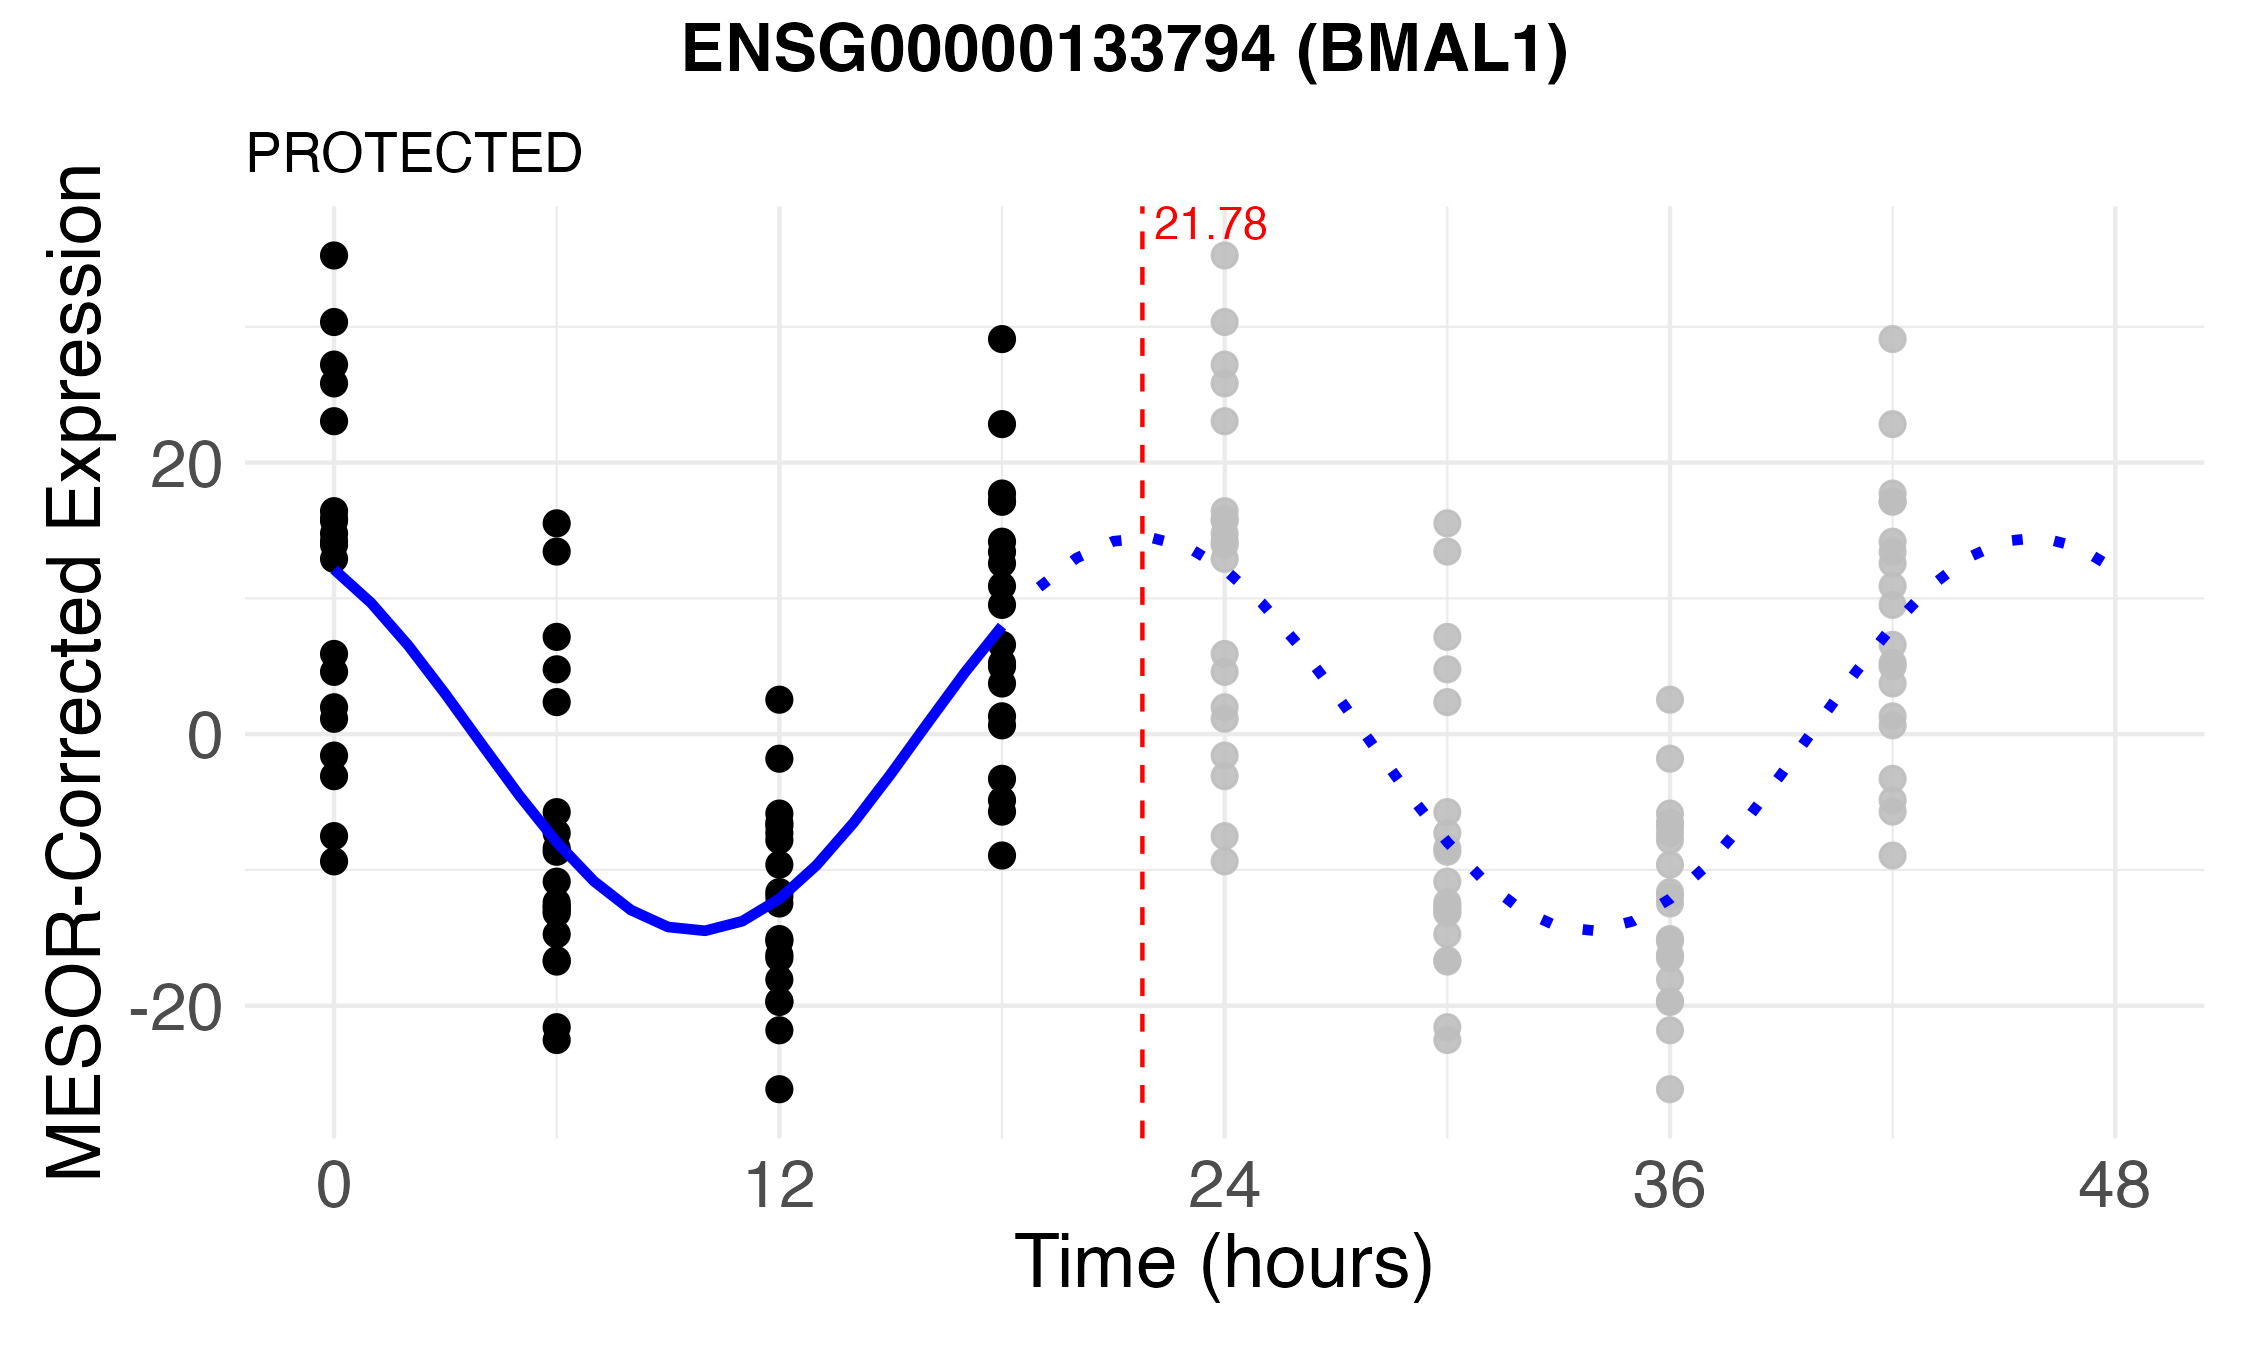 ENSG00000133794 (BMAL1)
PROTECTED
MESOR-Corrected Expression
21.78
20
0
-20
0 12 24 36 48
Time (hours)